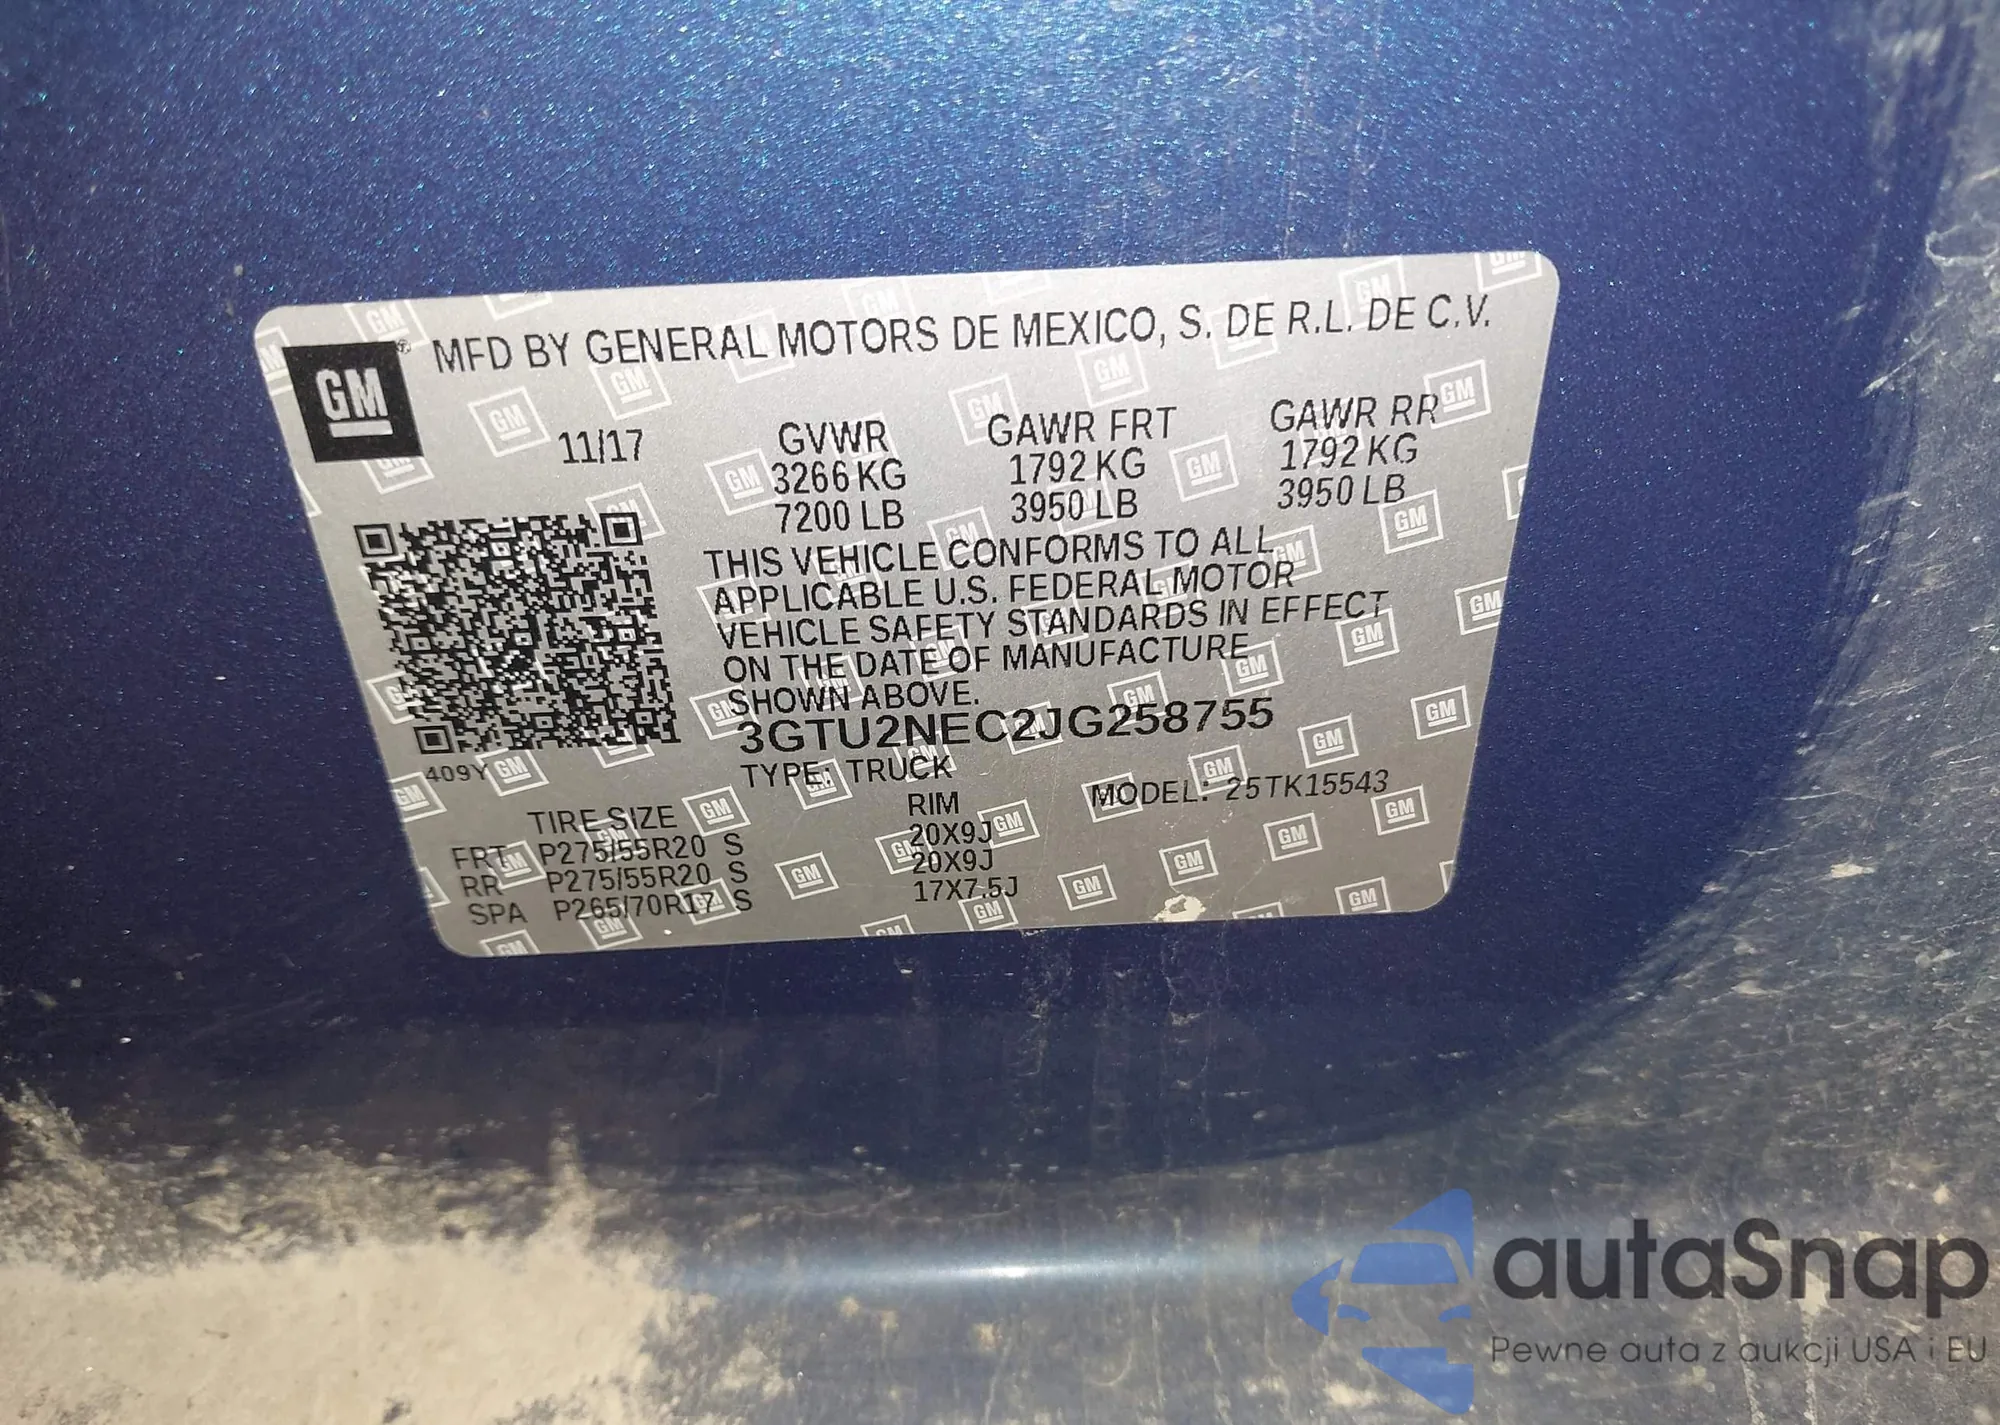 MFD BY GENERAL MOTORS DE MEXICO, S. DE R.L. DE C.V.
GM
11/17 GVWR GAWR FRT GAWR RR
3266 KG 1792 KG 1792 KG
7200 LB 3950 LB 3950 LB
THIS VEHICLE CONFORMS TO ALL
APPLICABLE U.S. FEDERAL MOTOR
VEHICLE SAFETY STANDARDS IN EFFECT
ON THE DATE OF MANUFACTURE
SHOWN ABOVE.
3GTU2NEC2JG258755
409Y TYPE: TRUCK MODEL: 25TK15543
TIRE SIZE RIM
FRT P275/55R20 S 20X9J
RR P275/55R20 S 20X9J
SPA P265/70R17 S 17X7.5J
autaSnap
Pewne auta z aukcji USA i EU